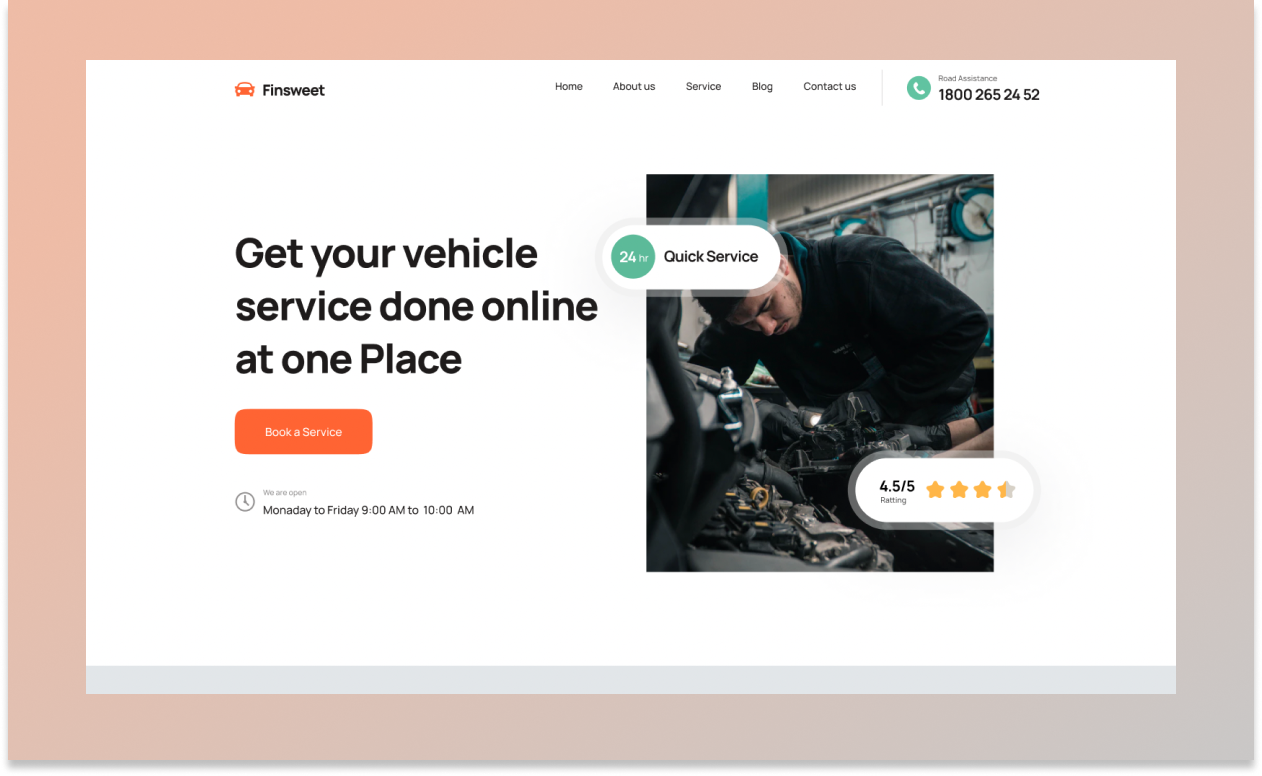 Finsweet
Home About us Service Blog Contact us
Road Assistance
1800 265 24 52
Get your vehicle
service done online
at one Place
24 hr Quick Service
Book a Service
We are open
Monaday to Friday 9:00 AM to 10:00 AM
4.5/5
Ratting